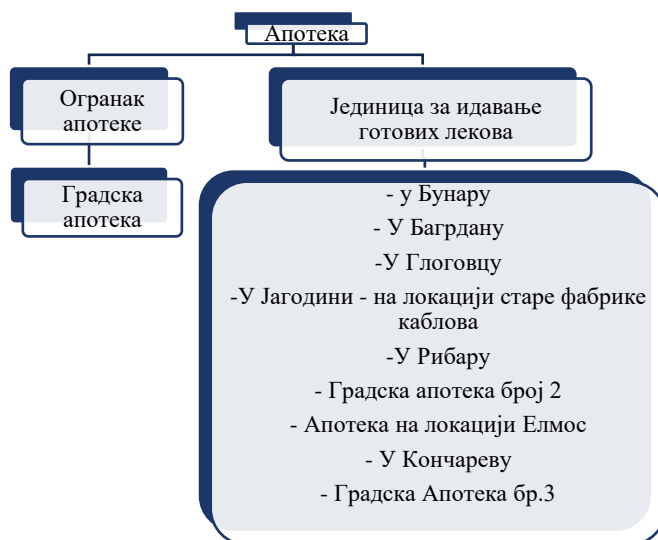 Апотека
Огранак
апотеке
Јединица за идавање
готових лекова
Градска
апотека
- у Бунару
- У Багрдану
-У Глоговцу
-У Јагодини - на локацији старе фабрике
каблова
-У Рибару
- Градска апотека број 2
- Апотека на локацији Елмос
- У Кончареву
- Градска Апотека бр.3